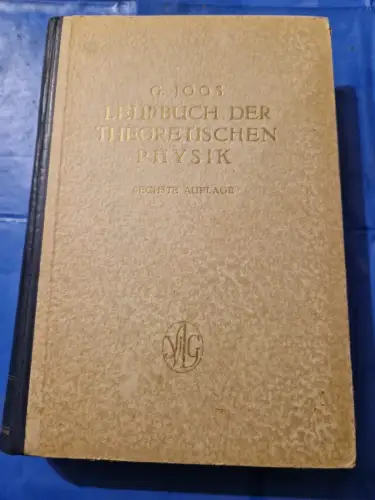 G. JOOS
LEHRBUCH DER
THEORETISCHEN
PHYSIK
SECHSTE AUFLAGE